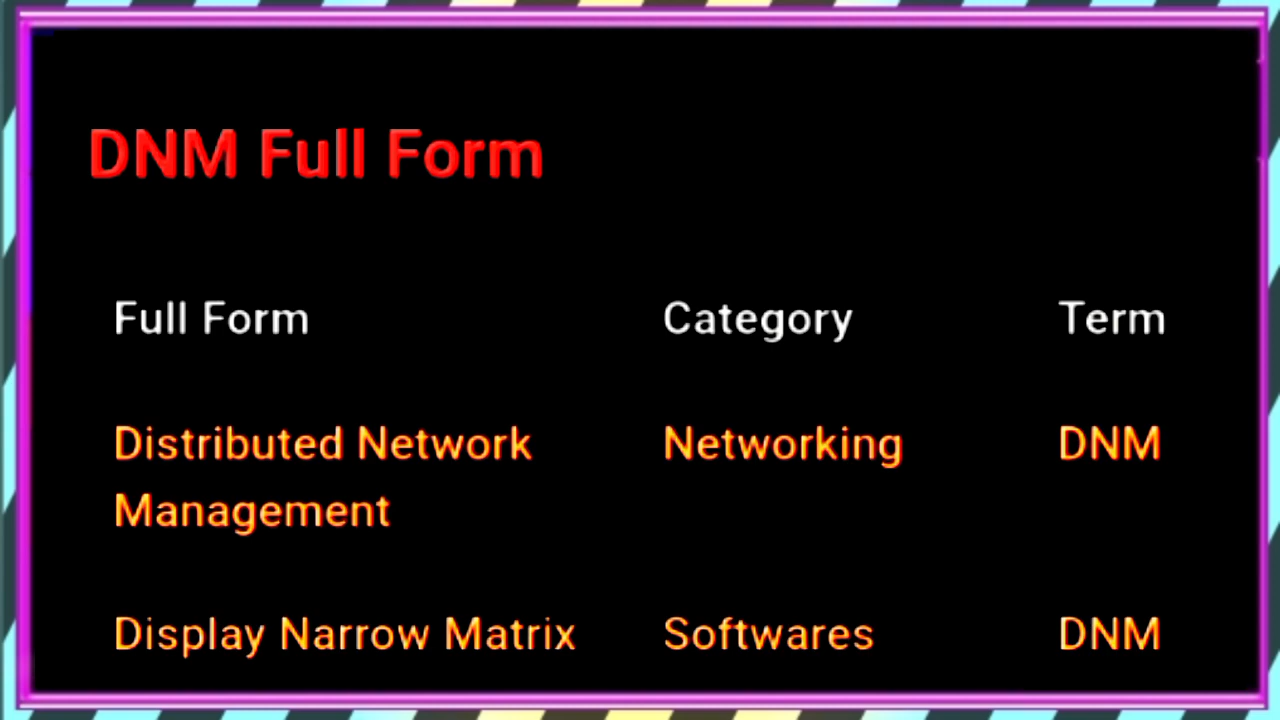 DNM Full Form
Full Form Category Term
Distributed Network Networking DNM
Management
Display Narrow Matrix Softwares DNM